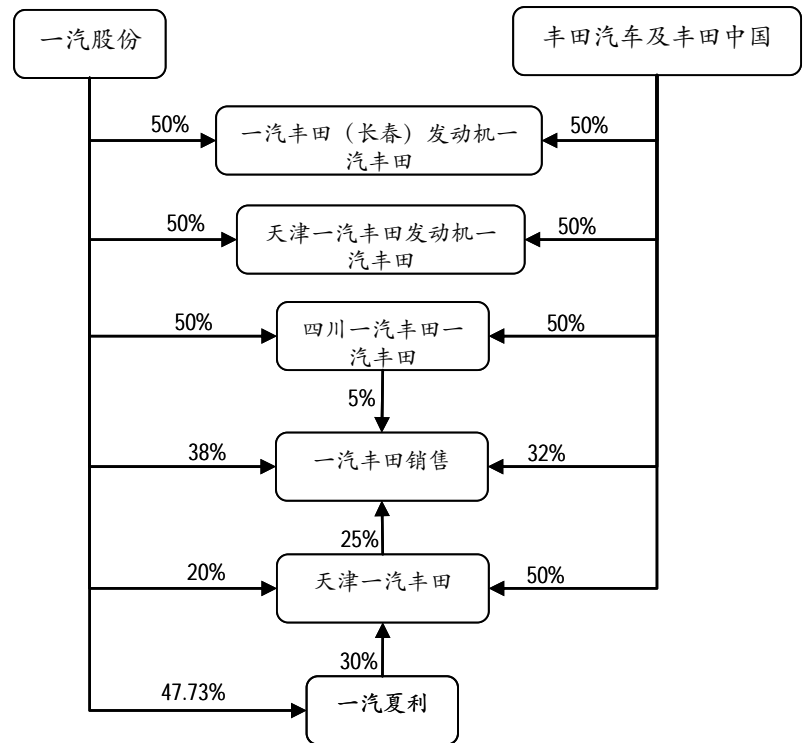 一汽股份
丰田汽车及丰田中国
50%
一汽丰田（长春）发动机一
汽丰田
50%
50%
天津一汽丰田发动机一
汽丰田
50%
50%
四川一汽丰田一
汽丰田
50%
5%
38%
一汽丰田销售
32%
25%
20%
天津一汽丰田
50%
30%
47.73%
一汽夏利